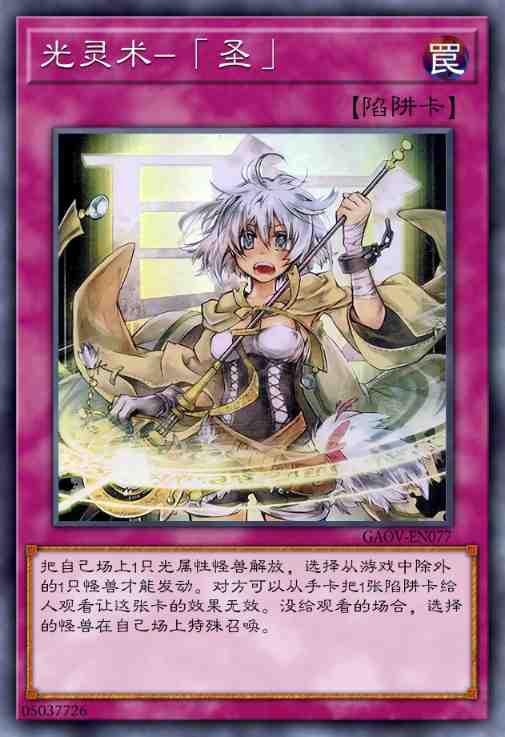 光灵术-「圣」
罠
【陷阱卡】
GAOV-EN077
把自己场上1只光属性怪兽解放，选择从游戏中除外
的1只怪兽才能发动。对方可以从手卡把1张陷阱卡给
人观看让这张卡的效果无效。没给观看的场合，选择
的怪兽在自己场上特殊召唤。
05037726